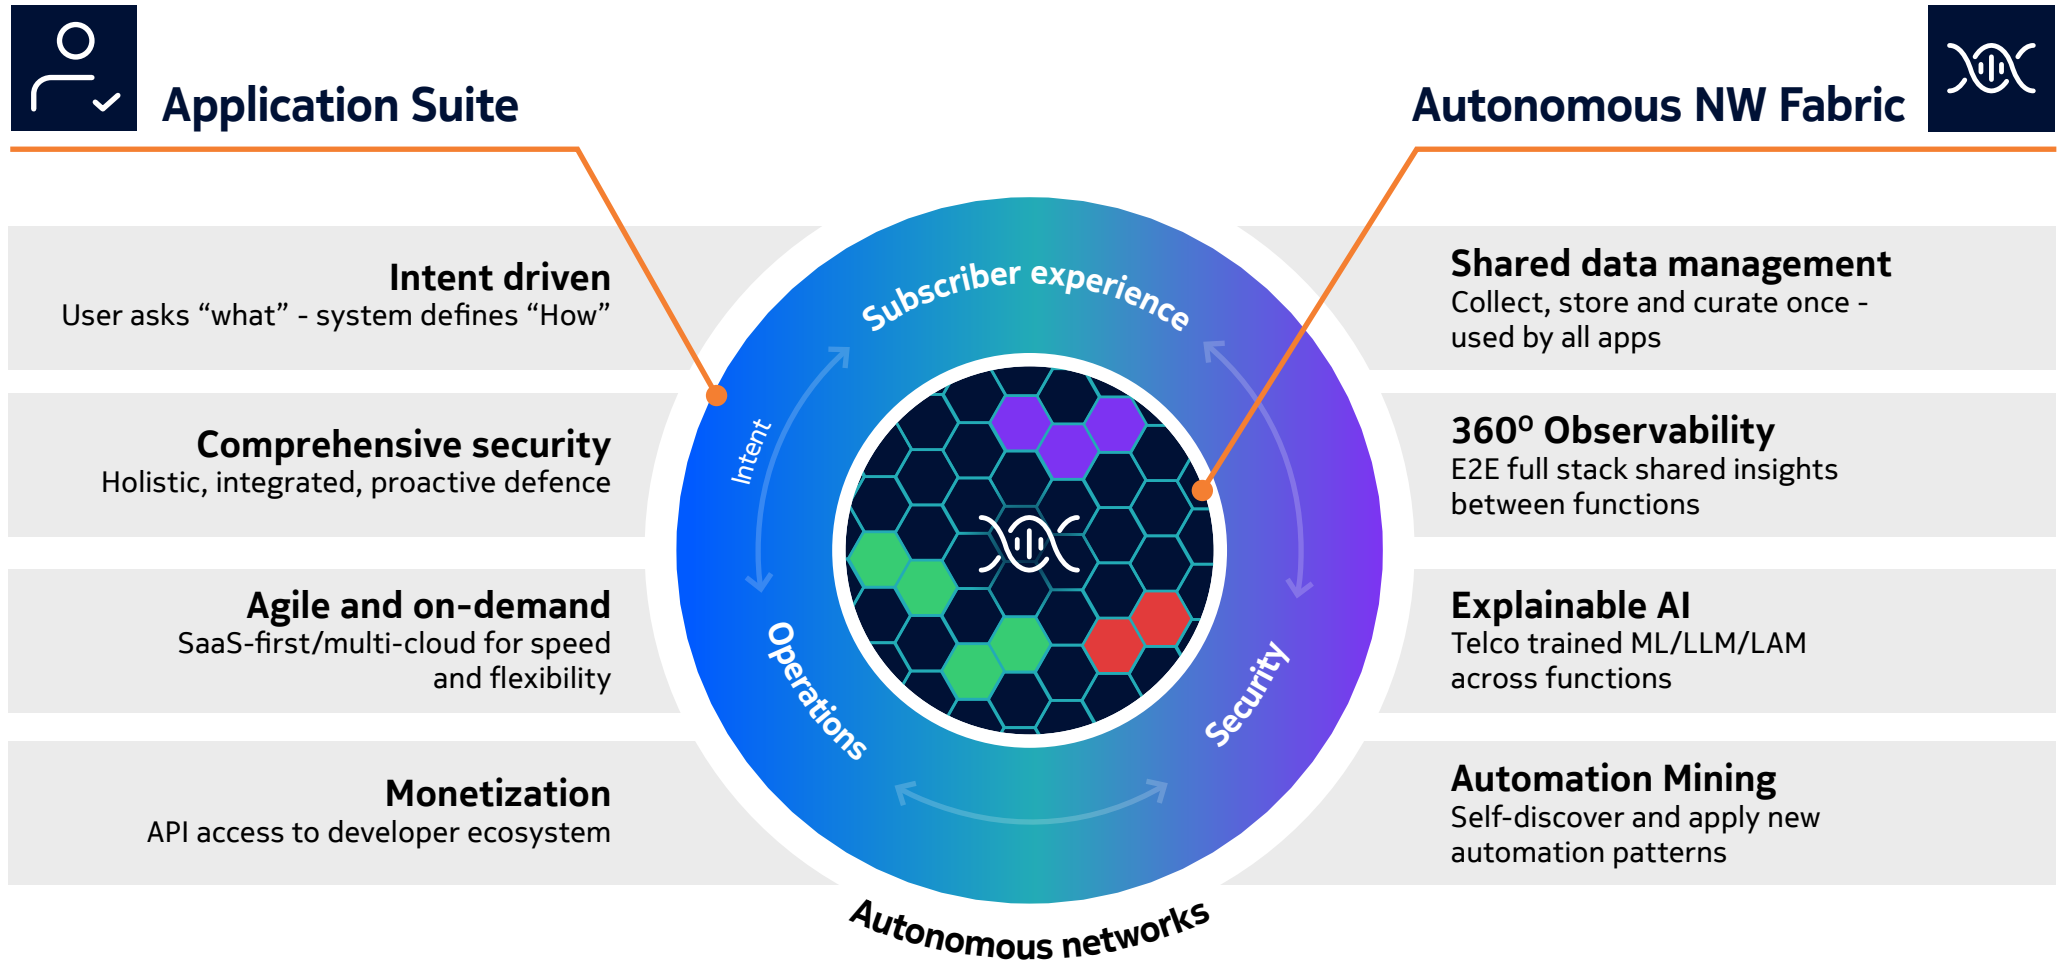 Application Suite
Autonomous NW Fabric
Intent driven
User asks “what” - system defines “How”
Comprehensive security
Holistic, integrated, proactive defence
Agile and on-demand
SaaS-first/multi-cloud for speed
and flexibility
Monetization
API access to developer ecosystem
Subscriber experience
Intent
Operations
Security
Autonomous networks
Shared data management
Collect, store and curate once -
used by all apps
360º Observability
E2E full stack shared insights
between functions
Explainable AI
Telco trained ML/LLM/LAM
across functions
Automation Mining
Self-discover and apply new
automation patterns